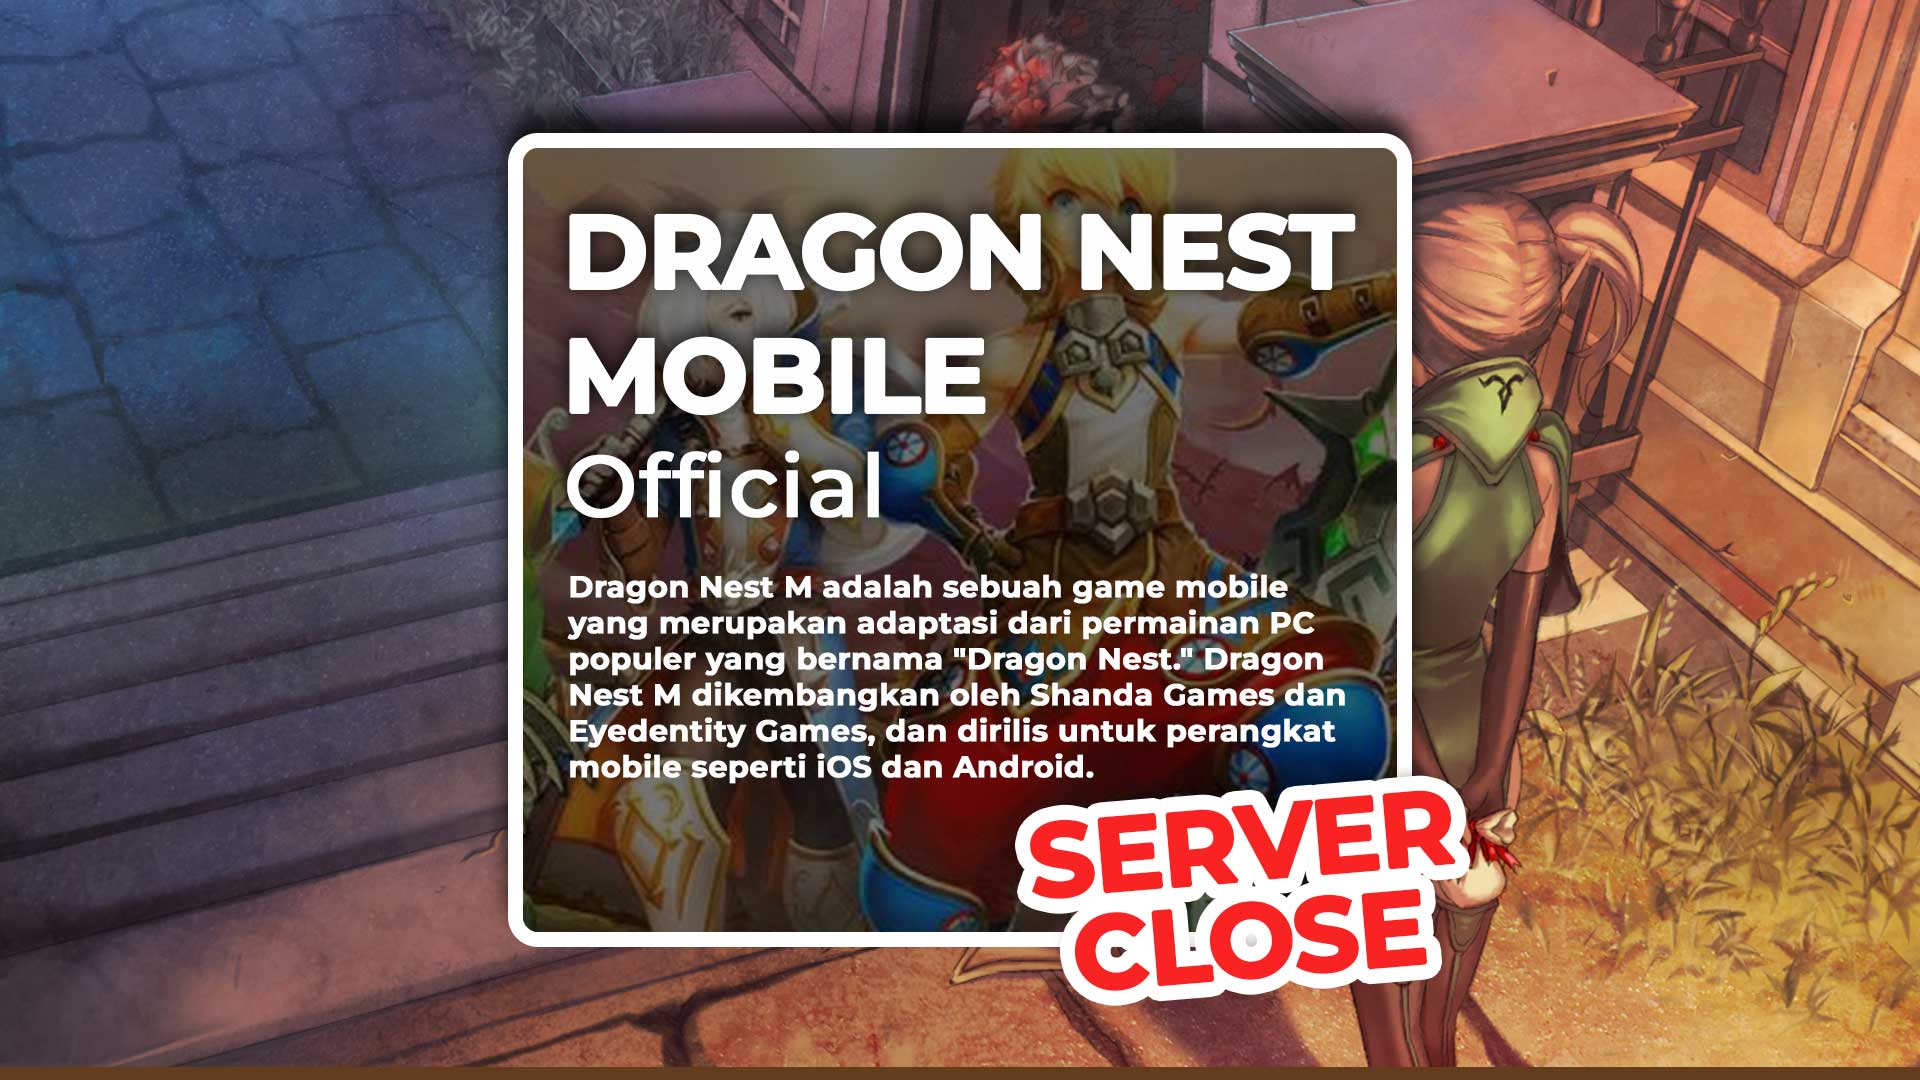 DRAGON NEST
MOBILE
Official
Dragon Nest M adalah sebuah game mobile
yang merupakan adaptasi dari permainan PC
populer yang bernama "Dragon Nest." Dragon
Nest M dikembangkan oleh Shanda Games dan
Eyedentity Games, dan dirilis untuk perangkat
mobile seperti iOS dan Android.
SERVER
CLOSE